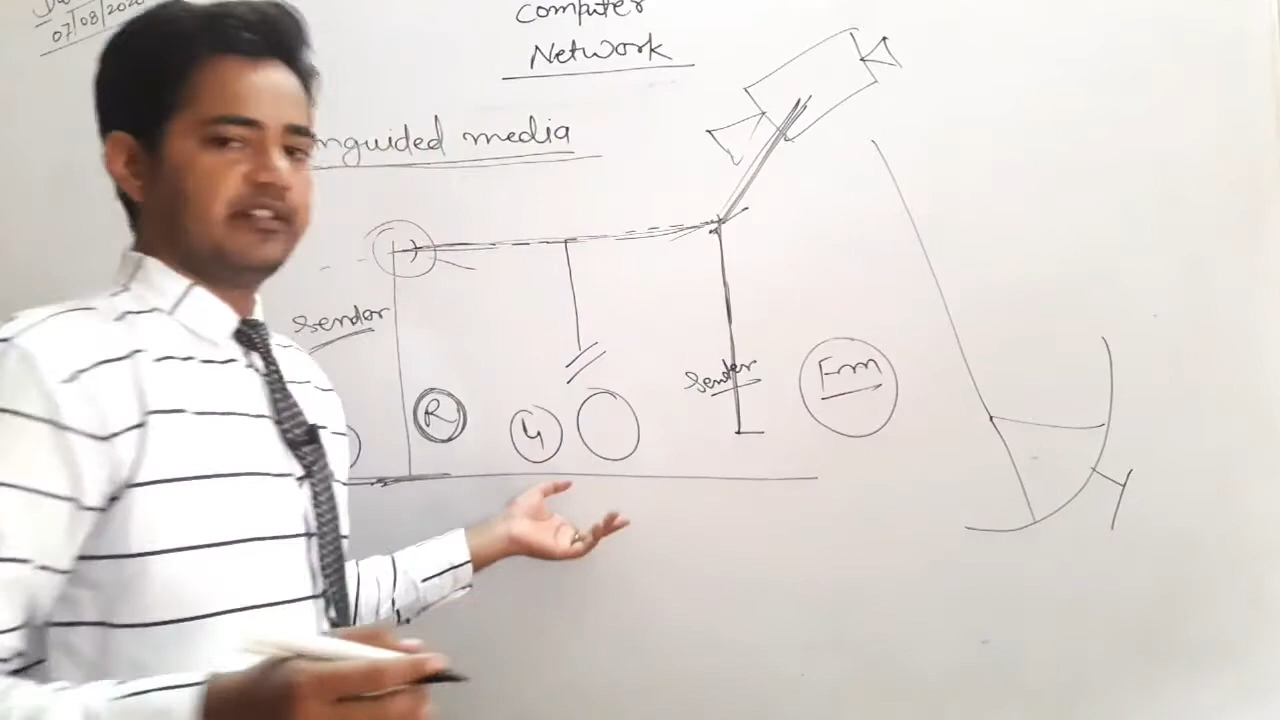 07/08/2020
Computer
Network
nguided media
Sender
R
4
Sender
Fm